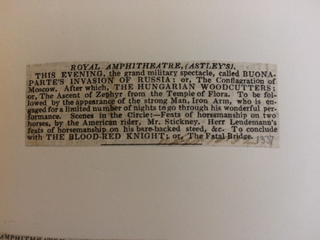 ROYAL AMPHITHEATRE, (ASTLEY'S).
THIS EVENING, the grand military spectacle, called BUONA-
PARTE'S INVASION OF RUSSIA; or, The Conflagration of
Moscow. After which, THE HUNGARIAN WOODCUTTERS;
or, The Ascent of Zephyr from the Temple of Flora. To be fol-
lowed by the appearance of the strong Man, Iron Arm, who is en-
gaged for a limited number of nights to go through his wonderful per-
formance. Scenes in the Circle:—Feats of horsemanship on two
horses, by the American rider, Mr. Stickney. Herr Lendemann's
feats of horsemanship on his bare-backed steed, &c. To conclude
with THE BLOOD-RED KNIGHT; or, The Fatal Bridge.